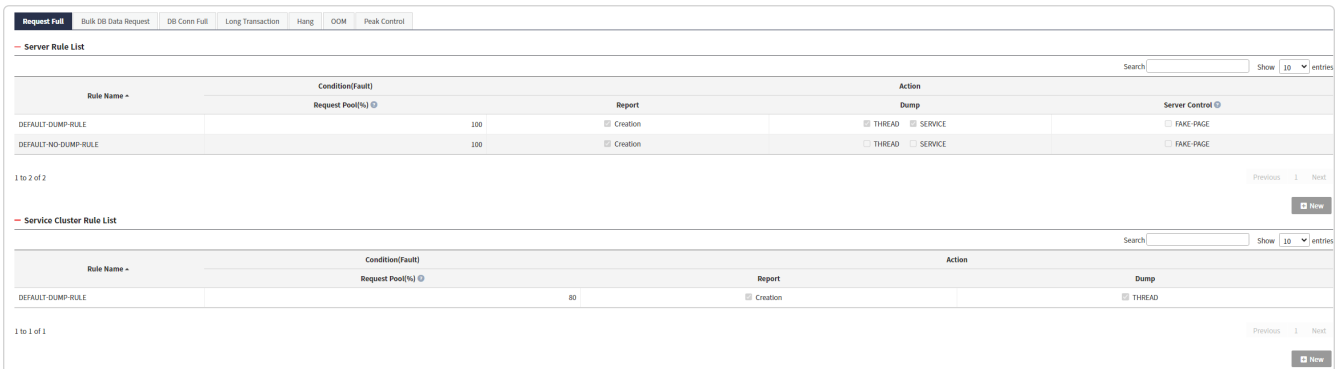 Request Full Bulk DB Data Request DB Conn Full Long Transaction Hang OOM Peak Control
Server Rule List
Search Show 10 entries
Rule Name Condition(Fault) Action
Request Pool(%) Report Dump Server Control
DEFAULT-DUMP-RULE 100 Creation THREAD SERVICE FAKE-PAGE
DEFAULT-NO-DUMP-RULE 100 Creation THREAD SERVICE FAKE-PAGE
1 to 2 of 2 Previous 1 Next
New
Service Cluster Rule List
Search Show 10 entries
Rule Name Condition(Fault) Action
Request Pool(%) Report Dump
DEFAULT-DUMP-RULE 80 Creation THREAD
1 to 1 of 1 Previous 1 Next
New